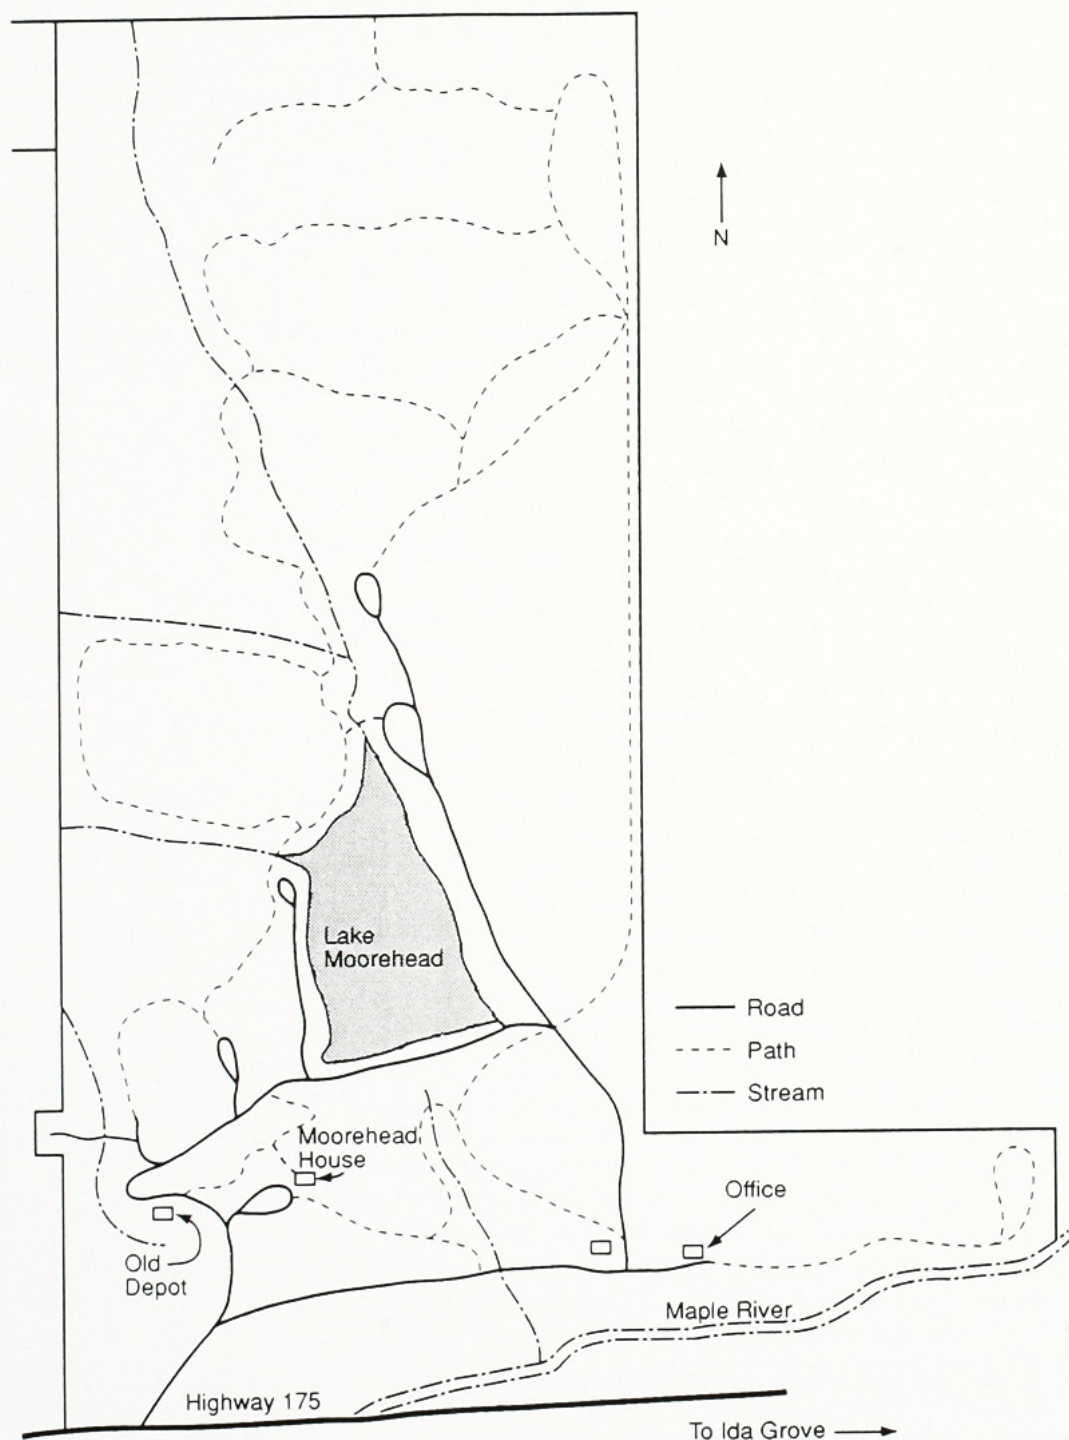 N
Lake
Moorehead
Road
Path
Stream
Moorehead
House
Office
Old
Depot
Maple River
Highway 175
To Ida Grove